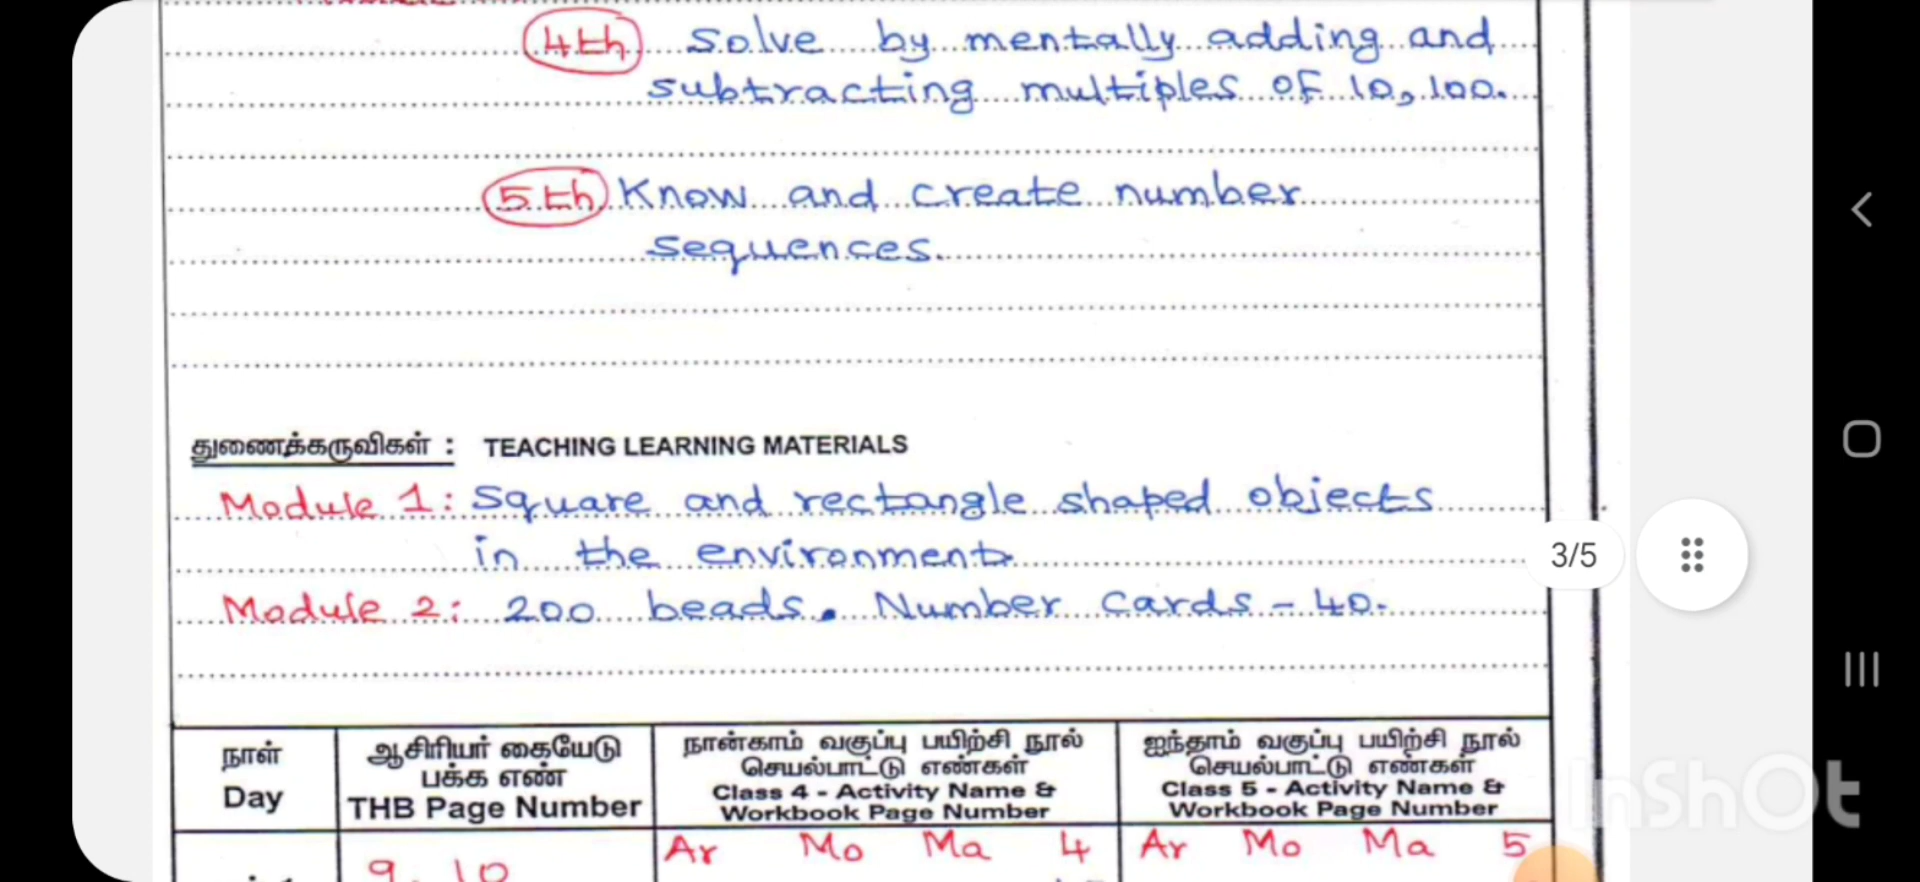 4th Solve by mentally adding and
subtracting multiples of 10, 100.
5th Know and create number
sequences.
துணைக்கருவிகள் : TEACHING LEARNING MATERIALS
Module 1: Square and rectangle shaped objects
in the environment
3/5
Module 2: 200 beads. Number Cards - 40.
நாள்
Day
ஆசிரியர் கையேடு
பக்க எண்
THB Page Number
நான்காம் வகுப்பு பயிற்சி நூல்
செயல்பாட்டு எண்கள்
Class 4 - Activity Name &
Workbook Page Number
ஐந்தாம் வகுப்பு பயிற்சி நூல்
செயல்பாட்டு எண்கள்
Class 5 - Activity Name &
Workbook Page Number
InShOt
9, 10
Ar Mo Ma 4
Ar Mo Ma 5